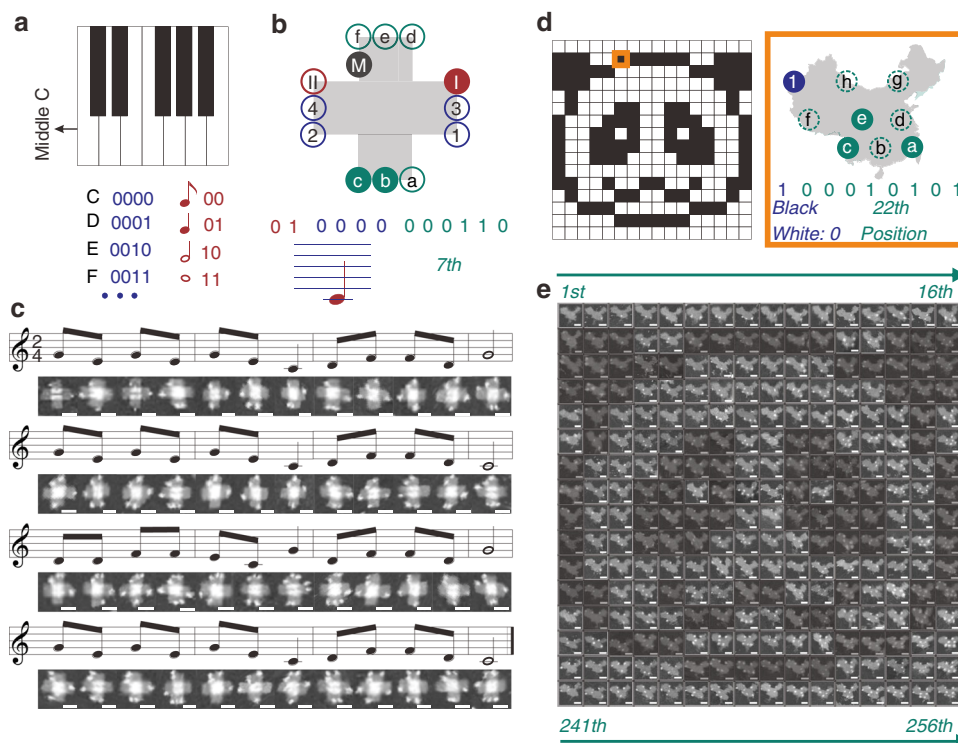 a
Middle C
C 0000 00
D 0001 01
E 0010 10
F 0011 11
• • •
b
f e d
M
II I
4 3
2 1
c b a
0 1 0 0 0 0 0 0 0 1 1 0
7th
c
2
4
d
1 h g
f e d
c b a
1 0 0 0 1 0 1 0 1
Black 22th
White: 0 Position
1st 16th
e
241th 256th